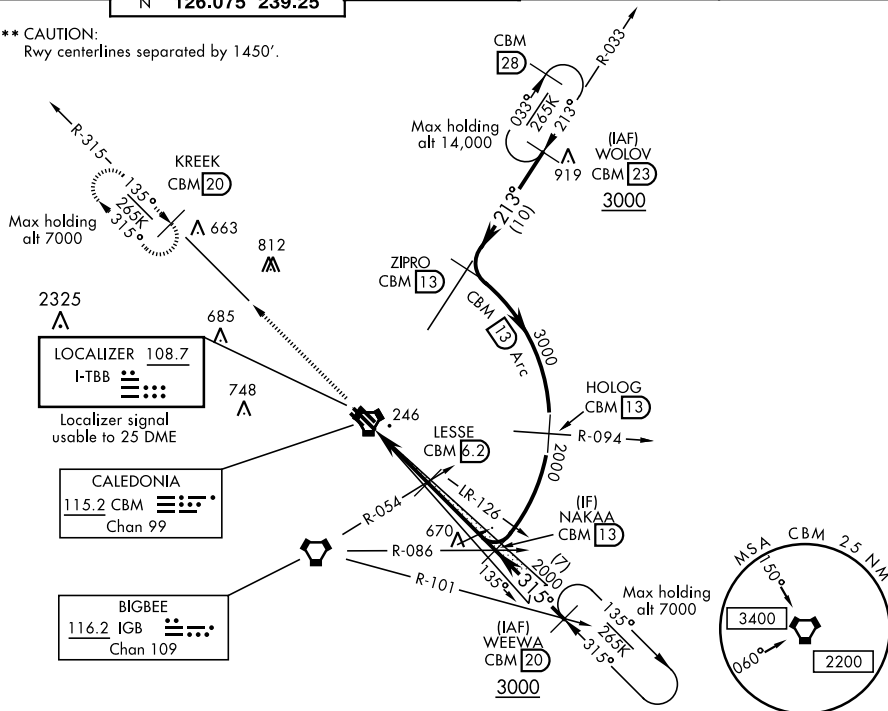 N 126.075 239.25
** CAUTION:
Rwy centerlines separated by 1450'.
CBM
28
R-033
033°
265K
213°
Max holding
alt 14,000
(IAF)
WOLOV
CBM 23
3000
919
213°
(10)
R-315
KREEK
CBM 20
135°
265K
315°
Max holding
alt 7000
663
812
ZIPRO
CBM 13
CBM 13 Arc
3000
2325
685
LOCALIZER 108.7
I-TBB
Localizer signal
usable to 25 DME
748
246
HOLOG
CBM 13
R-094
2000
LESSE
CBM 6.2
CALEDONIA
115.2 CBM
Chan 99
R-054
LR-126
(IF)
NAKAA
CBM 13
670
R-086
(7)
2000
315°
135°
R-101
BIGBEE
116.2 IGB
Chan 109
(IAF)
WEEWA
CBM 20
3000
135°
265K
315°
Max holding
alt 7000
MSA CBM 25 NM
150°
3400
060°
2200